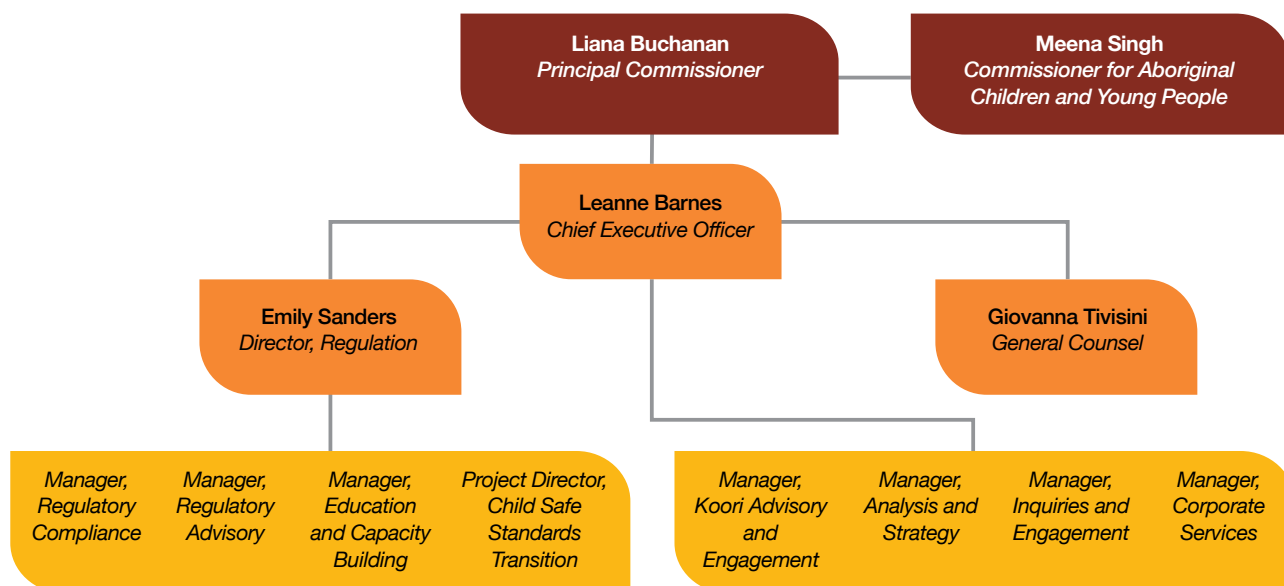 Liana Buchanan
Principal Commissioner
Meena Singh
Commissioner for Aboriginal
Children and Young People
Leanne Barnes
Chief Executive Officer
Emily Sanders
Director, Regulation
Giovanna Tivisini
General Counsel
Manager,
Regulatory
Compliance
Manager,
Regulatory
Advisory
Manager,
Education
and Capacity
Building
Project Director,
Child Safe
Standards
Transition
Manager,
Koori Advisory
and
Engagement
Manager,
Analysis and
Strategy
Manager,
Inquiries and
Engagement
Manager,
Corporate
Services